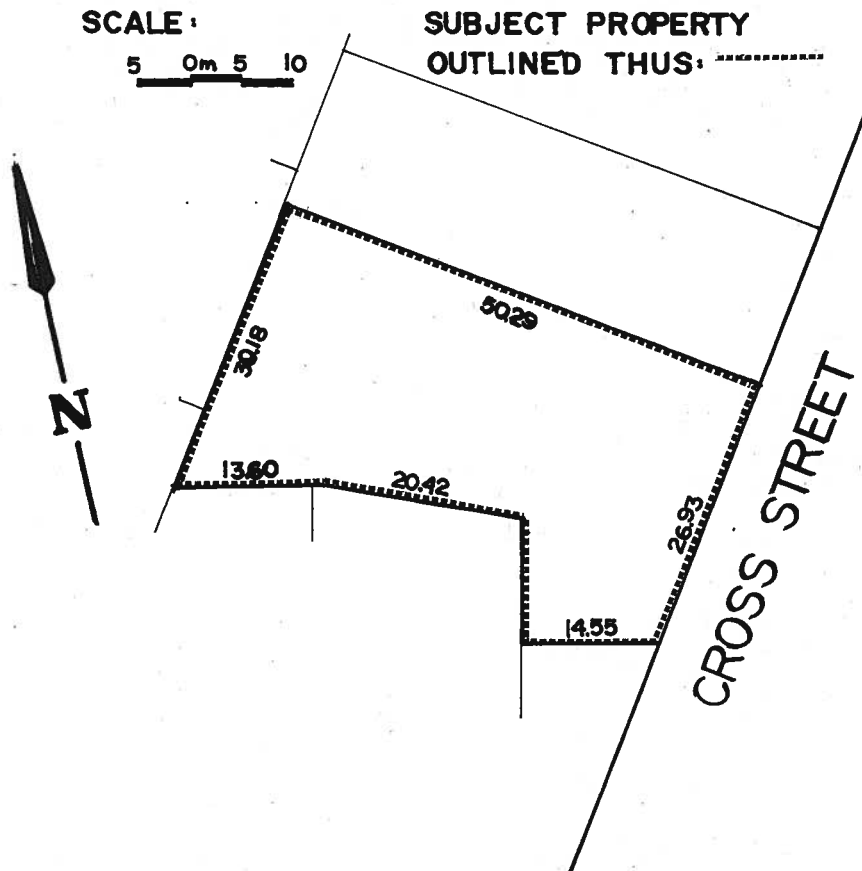 SCALE: SUBJECT PROPERTY
5 0m 5 10 OUTLINED THUS:
50.29
30.18
N
13.60
20.42
26.93
14.55
CROSS STREET